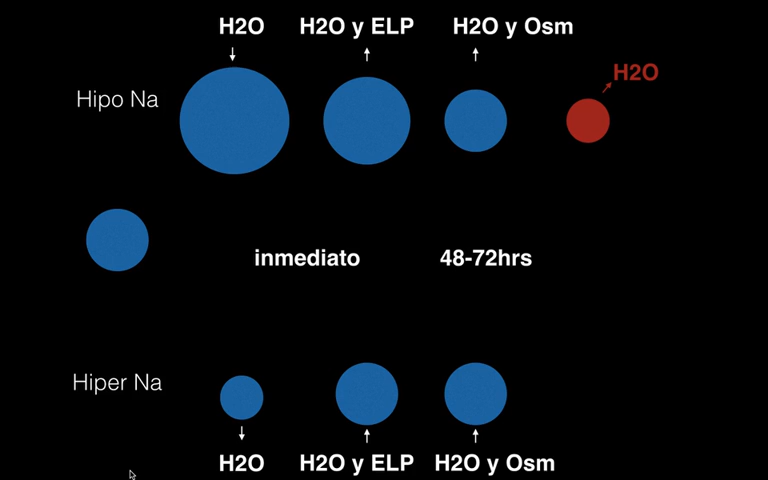 H2O
H2O y ELP
H2O y Osm
H2O
Hipo Na
inmediato
48-72hrs
Hiper Na
H2O
H2O y ELP
H2O y Osm